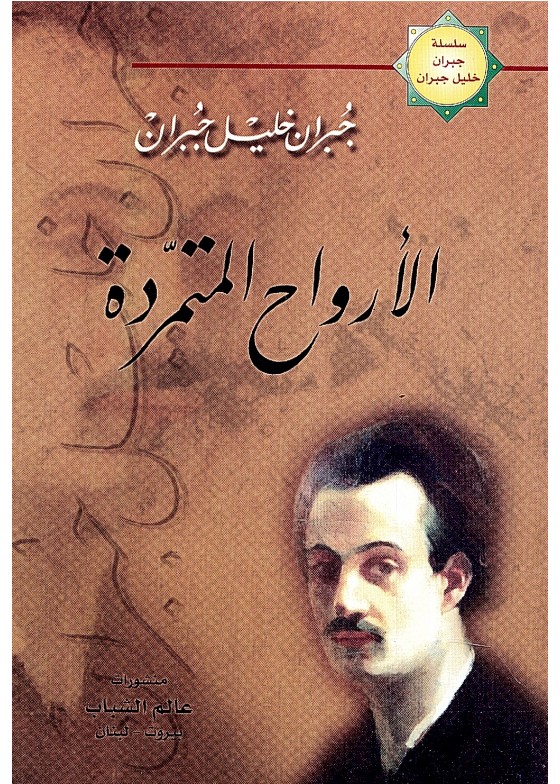 سلسلة
جبران
خليل جبران
جُبران خليل جُبران
الأرواح المتمرّدة
منشورات
عالم الشباب
بيروت - لبنان